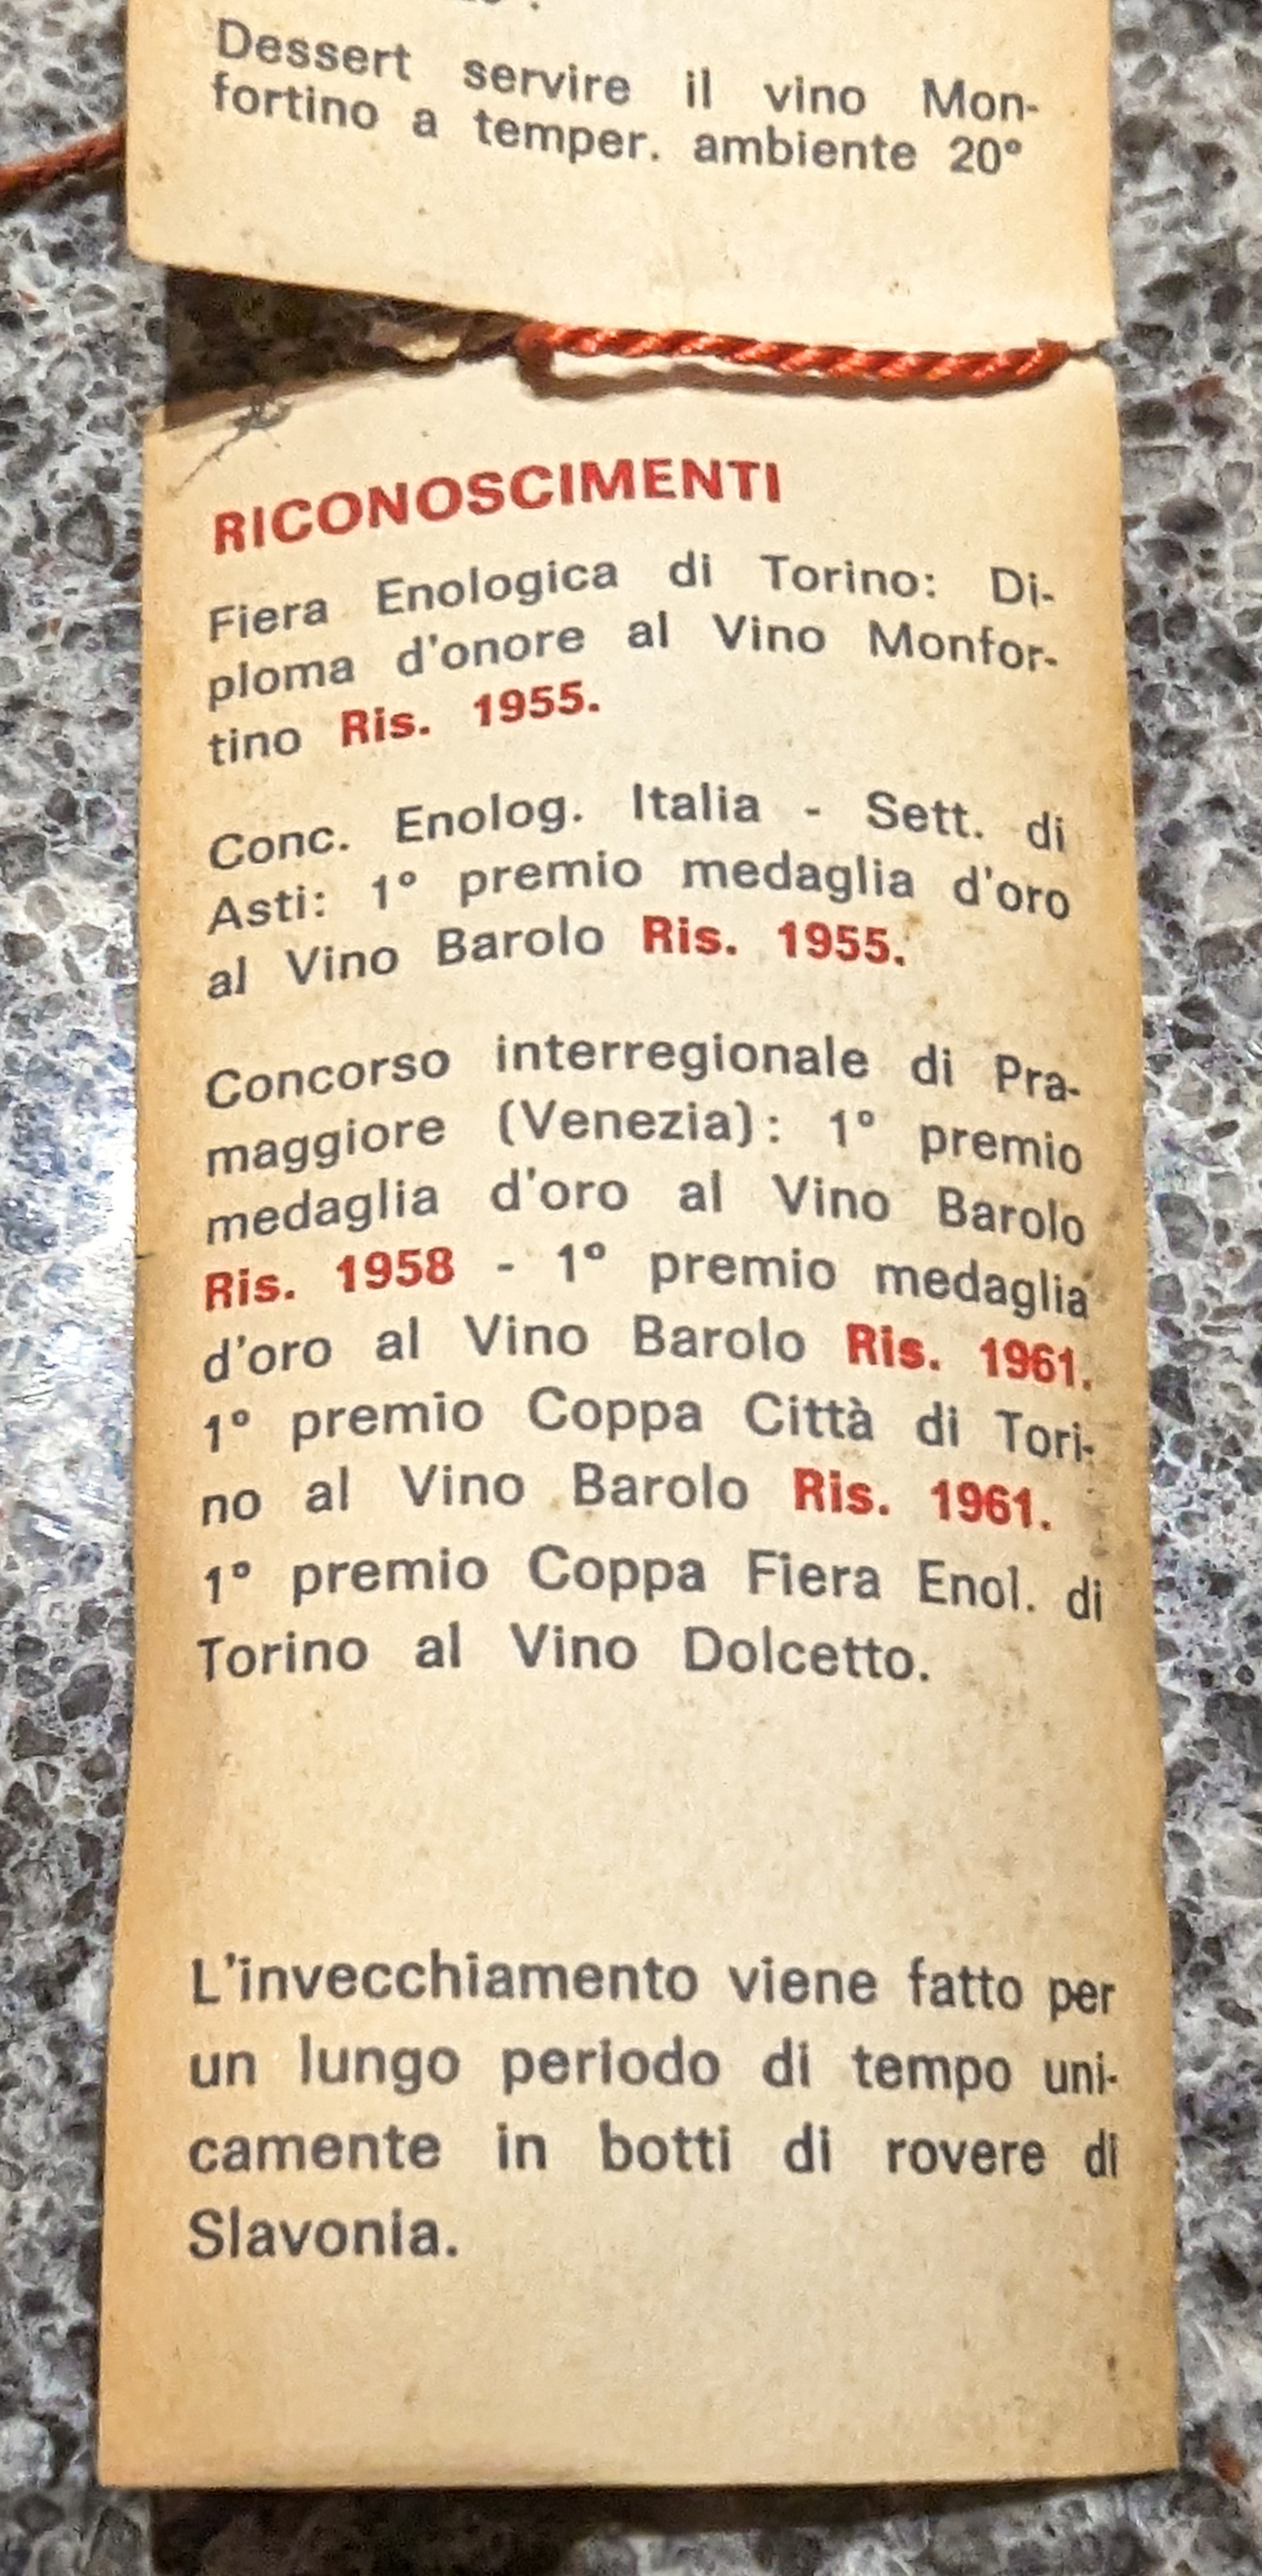 Dessert servire il vino Mon-
fortino a temper. ambiente 20°
RICONOSCIMENTI
Fiera Enologica di Torino: Di-
ploma d'onore al Vino Monfor-
tino Ris. 1955.
Conc. Enolog. Italia - Sett. di
Asti: 1° premio medaglia d'oro
al Vino Barolo Ris. 1955.
Concorso interregionale di Pra-
maggiore (Venezia): 1° premio
medaglia d'oro al Vino Barolo
Ris. 1958 - 1° premio medaglia
d'oro al Vino Barolo Ris. 1961.
1° premio Coppa Città di Tori-
no al Vino Barolo Ris. 1961.
1° premio Coppa Fiera Enol. di
Torino al Vino Dolcetto.
L'invecchiamento viene fatto per
un lungo periodo di tempo uni-
camente in botti di rovere di
Slavonia.